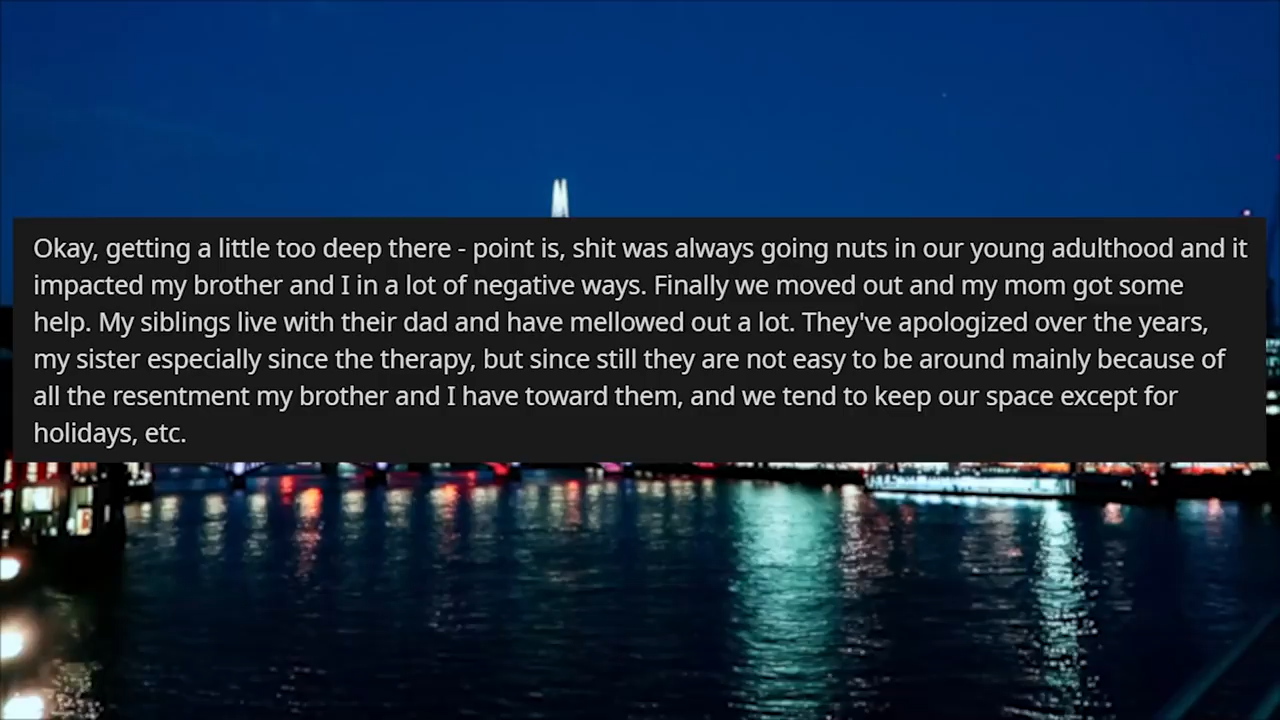 Okay, getting a little too deep there - point is, shit was always going nuts in our young adulthood and it
impacted my brother and I in a lot of negative ways. Finally we moved out and my mom got some
help. My siblings live with their dad and have mellowed out a lot. They've apologized over the years,
my sister especially since the therapy, but since still they are not easy to be around mainly because of
all the resentment my brother and I have toward them, and we tend to keep our space except for
holidays, etc.